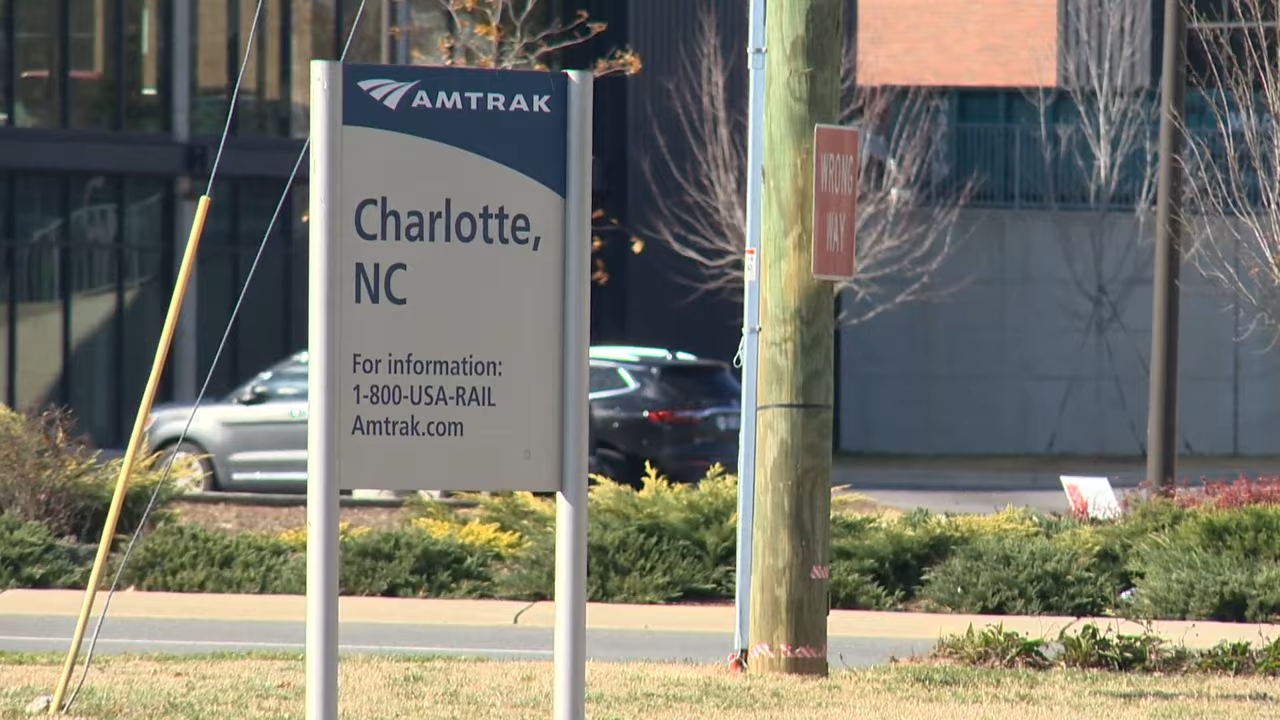 AMTRAK
Charlotte,
NC
For information:
1-800-USA-RAIL
Amtrak.com
WRONG
WAY